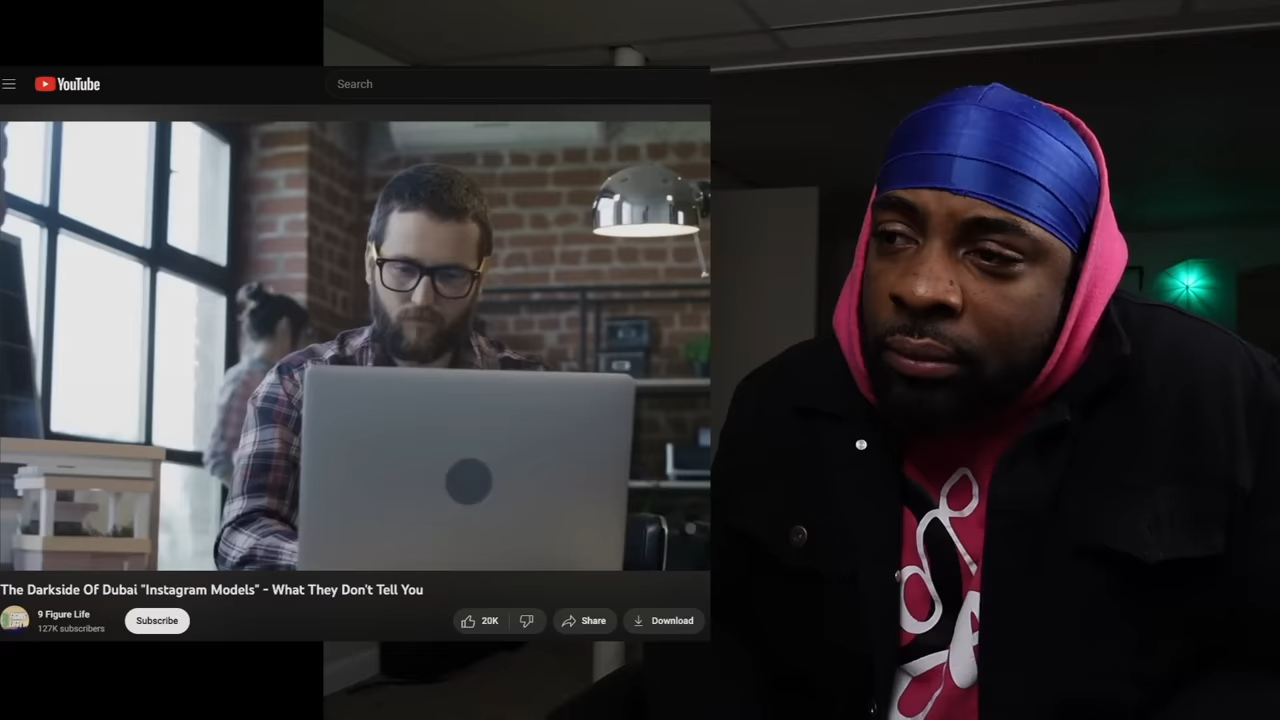 YouTube
Search
The Darkside Of Dubai "Instagram Models" - What They Don't Tell You
9 Figure Life
127K subscribers
Subscribe
20K
Share
Download